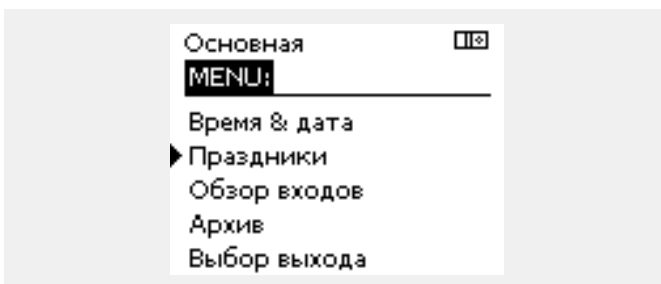 Основная
MENU:
Время & дата
Праздники
Обзор входов
Архив
Выбор выхода